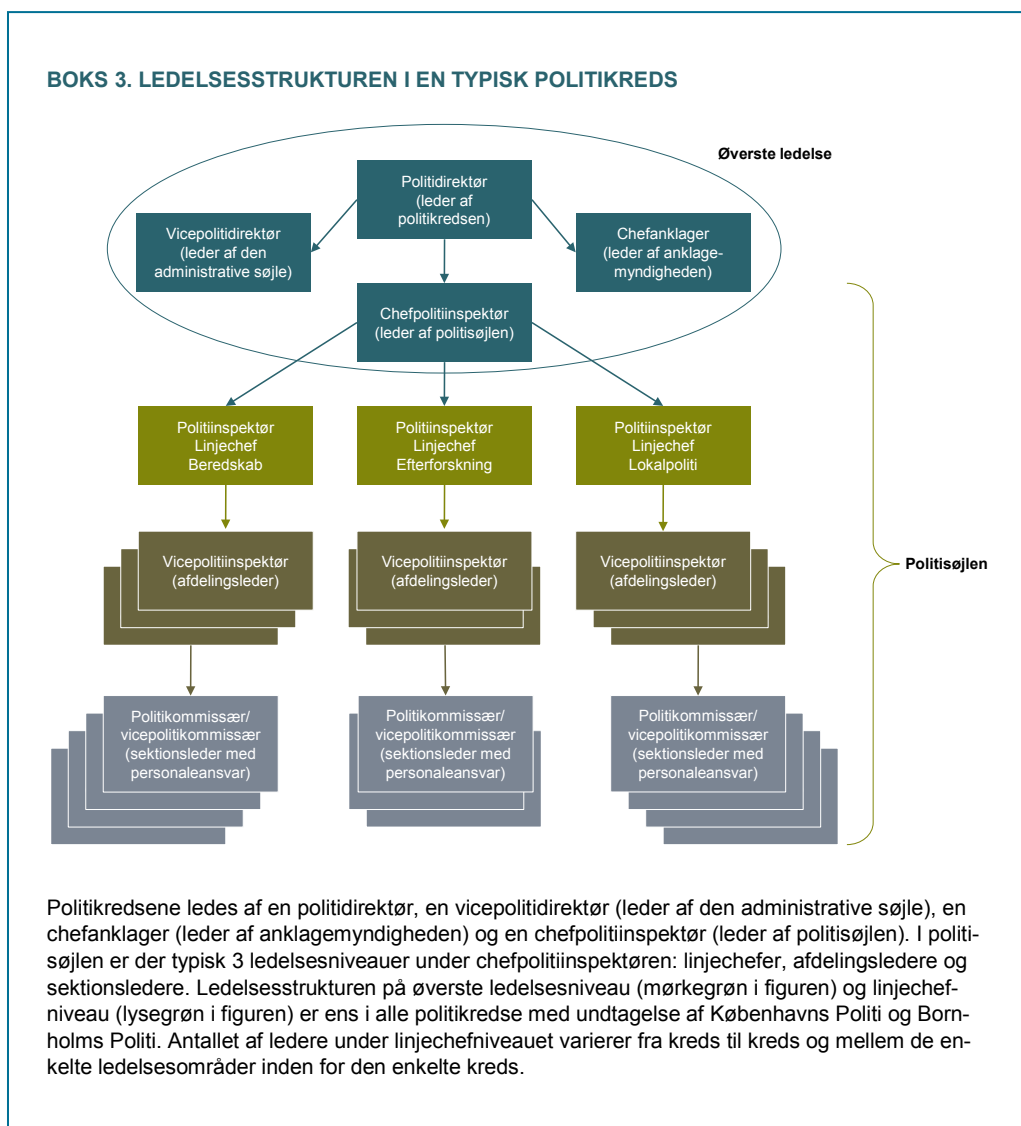 BOKS 3. LEDELSESSTRUKTUREN I EN TYPISK POLITIKREDS
Øverste ledelse
Politidirektør
(leder af
politikredsen)
Vicepolitidirektør
(leder af den
administrative søjle)
Chefanklager
(leder af anklage-
myndigheden)
Chefpolitiinspektør
(leder af politisøjlen)
Politiinspektør
Linjechef
Beredskab
Politiinspektør
Linjechef
Efterforskning
Politiinspektør
Linjechef
Lokalpoliti
Vicepolitiinspektør
(afdelingsleder)
Vicepolitiinspektør
(afdelingsleder)
Vicepolitiinspektør
(afdelingsleder)
Politisøjlen
Politikommissær/
vicepolitikommissær
(sektionsleder med
personaleansvar)
Politikommissær/
vicepolitikommissær
(sektionsleder med
personaleansvar)
Politikommissær/
vicepolitikommissær
(sektionsleder med
personaleansvar)
Politikredsene ledes af en politidirektør, en vicepolitidirektør (leder af den administrative søjle), en
chefanklager (leder af anklagemyndigheden) og en chefpolitiinspektør (leder af politisøjlen). I politi-
søjlen er der typisk 3 ledelsesniveauer under chefpolitiinspektøren: linjechefer, afdelingsledere og
sektionsledere. Ledelsesstrukturen på øverste ledelsesniveau (mørkegrøn i figuren) og linjechef-
niveau (lysegrøn i figuren) er ens i alle politikredse med undtagelse af Københavns Politi og Born-
holms Politi. Antallet af ledere under linjechefniveauet varierer fra kreds til kreds og mellem de en-
kelte ledelsesområder inden for den enkelte kreds.